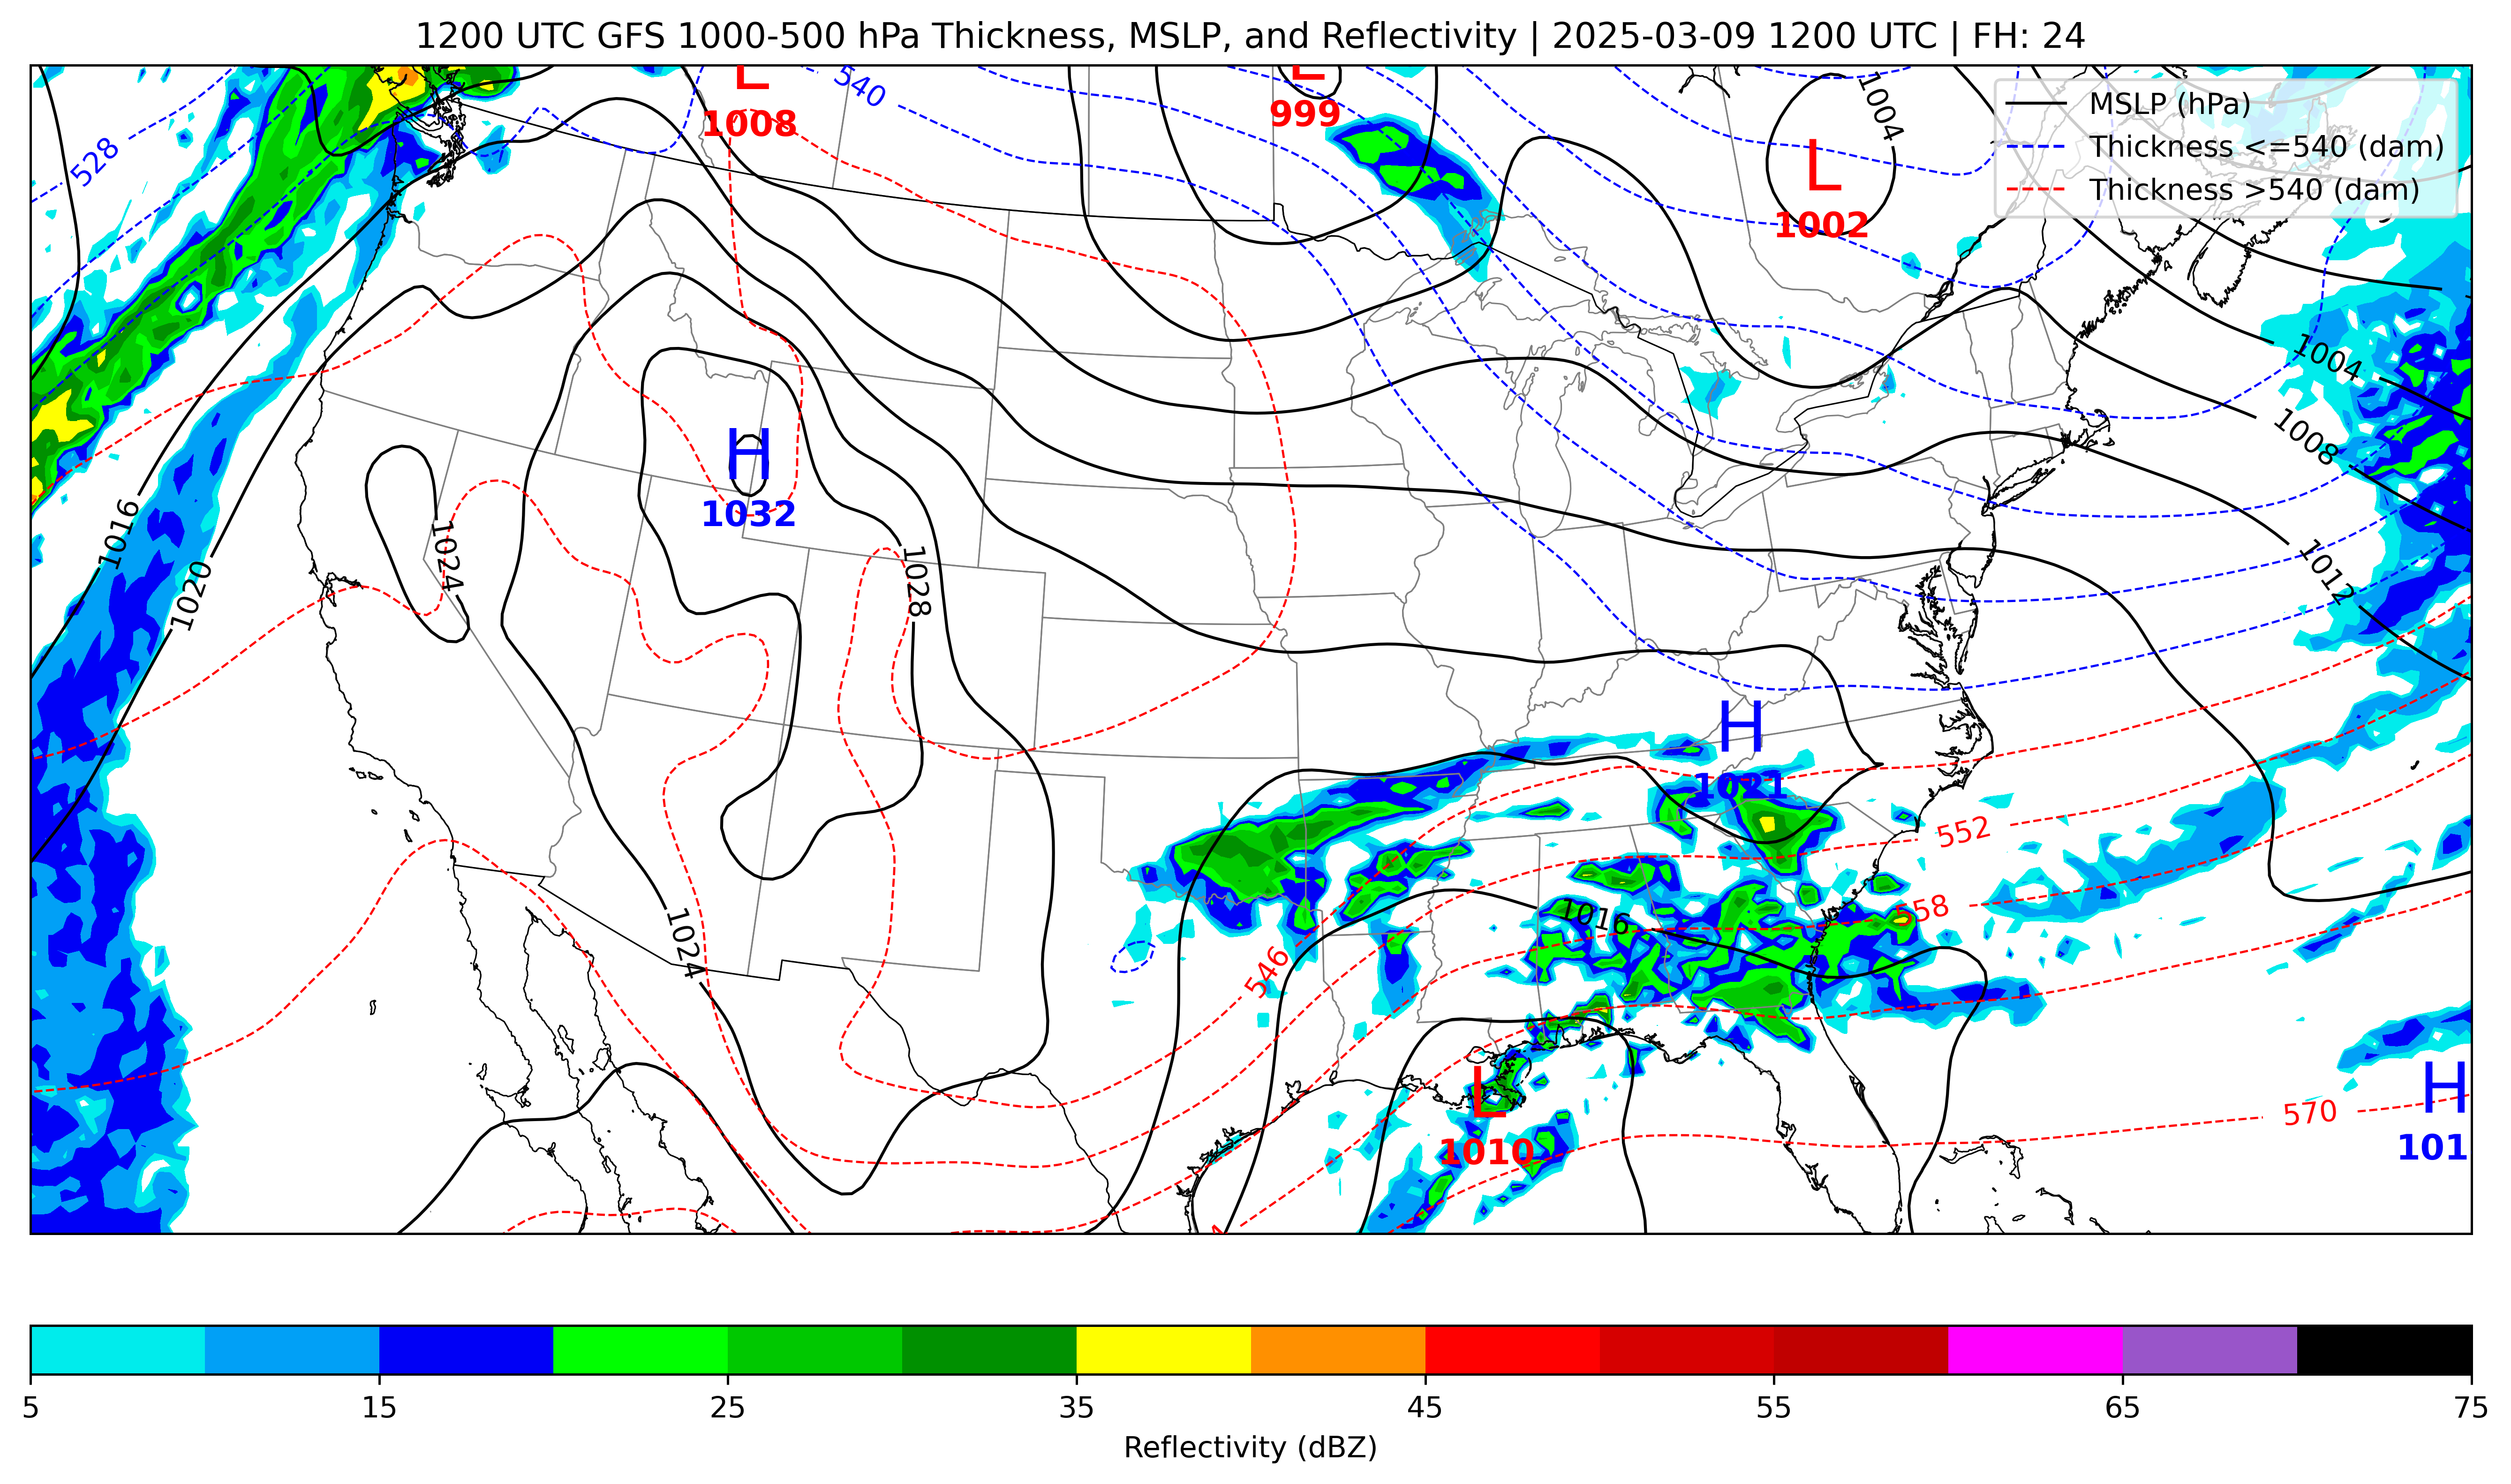 1200 UTC GFS 1000-500 hPa Thickness, MSLP, and Reflectivity | 2025-03-09 1200 UTC | FH: 24
L
1008
540
L
999
1004
L
1002
MSLP (hPa)
Thickness <=540 (dam)
Thickness >540 (dam)
528
1004
1008
H
1032
1016
1024
1028
1020
1012
H
1021
552
558
1016
1024
546
L
1010
H
101
570
5
15
25
35
45
55
65
75
Reflectivity (dBZ)